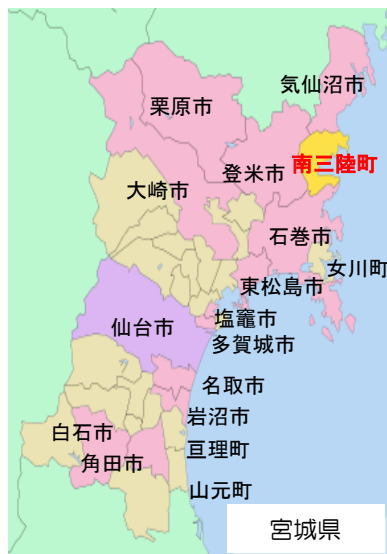 気仙沼市
栗原市
南三陸町
登米市
大崎市
石巻市
女川町
東松島市
塩竈市
仙台市
多賀城市
名取市
岩沼市
白石市
亘理町
角田市
山元町
宮城県